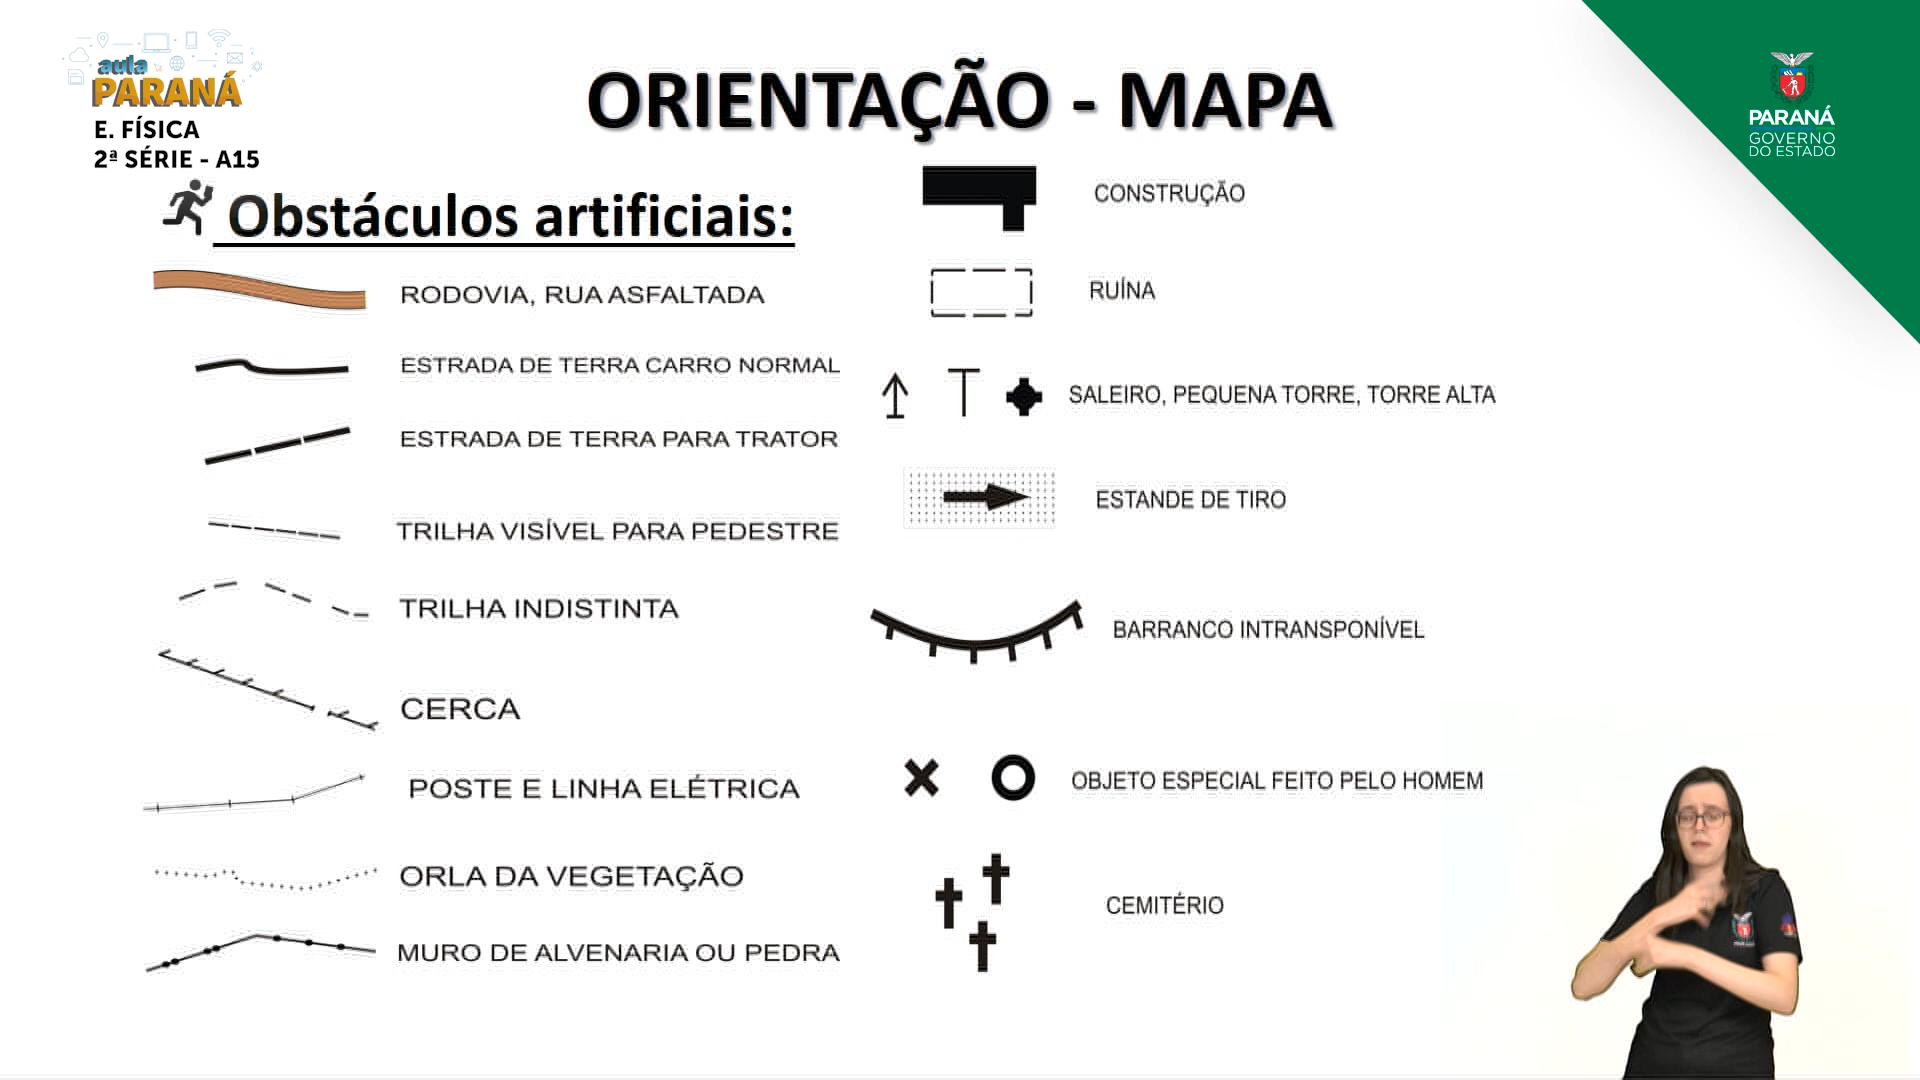 aula
PARANÁ
E. FÍSICA
2ª SÉRIE - A15
ORIENTAÇÃO - MAPA
PARANÁ
GOVERNO
DO ESTADO
Obstáculos artificiais:
RODOVIA, RUA ASFALTADA
ESTRADA DE TERRA CARRO NORMAL
ESTRADA DE TERRA PARA TRATOR
TRILHA VISÍVEL PARA PEDESTRE
TRILHA INDISTINTA
CERCA
POSTE E LINHA ELÉTRICA
ORLA DA VEGETAÇÃO
MURO DE ALVENARIA OU PEDRA
CONSTRUÇÃO
RUÍNA
SALEIRO, PEQUENA TORRE, TORRE ALTA
ESTANDE DE TIRO
BARRANCO INTRANSPONÍVEL
OBJETO ESPECIAL FEITO PELO HOMEM
CEMITÉRIO